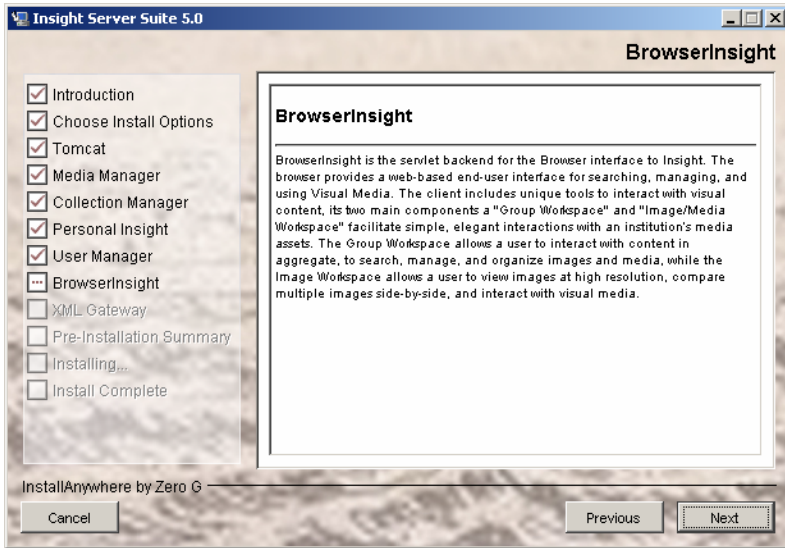 Insight Server Suite 5.0
BrowserInsight
Introduction
Choose Install Options
Tomcat
Media Manager
Collection Manager
Personal Insight
User Manager
BrowserInsight
XML Gateway
Pre-Installation Summary
Installing...
Install Complete
BrowserInsight
BrowserInsight is the servlet backend for the Browser interface to Insight. The
browser provides a web-based end-user interface for searching, managing, and
using Visual Media. The client includes unique tools to interact with visual
content, its two main components a "Group Workspace" and "Image/Media
Workspace" facilitate simple, elegant interactions with an institution's media
assets. The Group Workspace allows a user to interact with content in
aggregate, to search, manage, and organize images and media, while the
Image Workspace allows a user to view images at high resolution, compare
multiple images side-by-side, and interact with visual media.
InstallAnywhere by Zero G
Cancel
Previous
Next